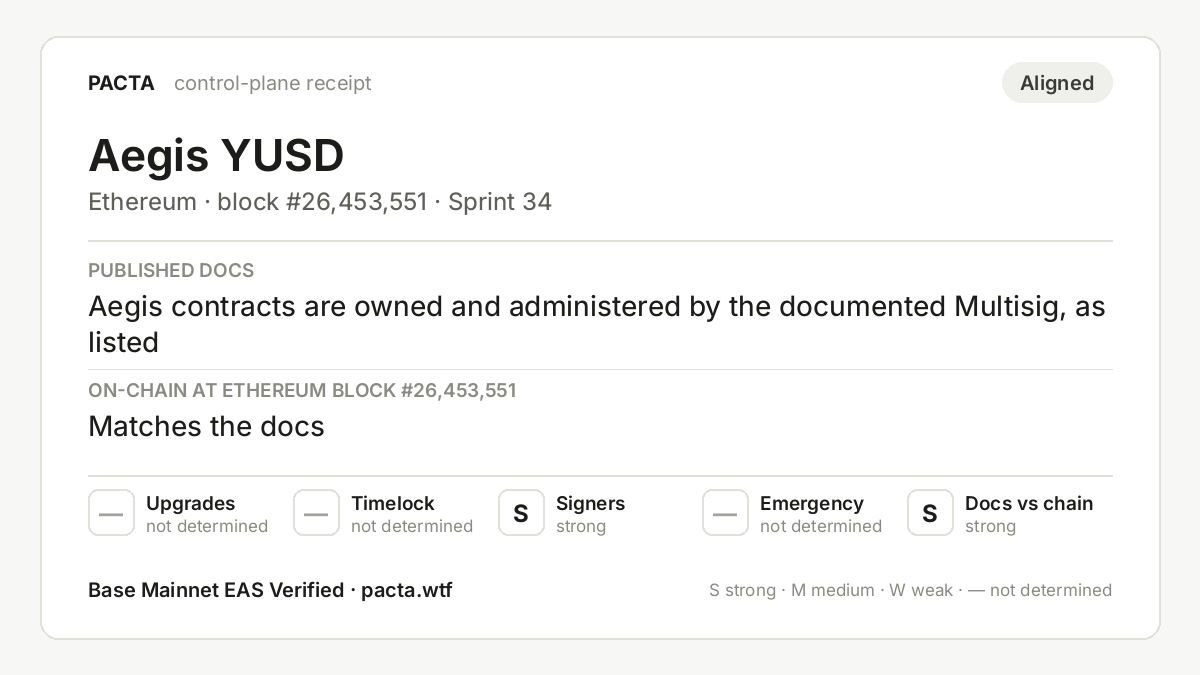 PACTA control-plane receipt
Aligned
Aegis YUSD
Ethereum · block #26,453,551 · Sprint 34
PUBLISHED DOCS
Aegis contracts are owned and administered by the documented Multisig, as
listed
ON-CHAIN AT ETHEREUM BLOCK #26,453,551
Matches the docs
— Upgrades
not determined
— Timelock
not determined
S Signers
strong
— Emergency
not determined
S Docs vs chain
strong
Base Mainnet EAS Verified · pacta.wtf
S strong · M medium · W weak · — not determined